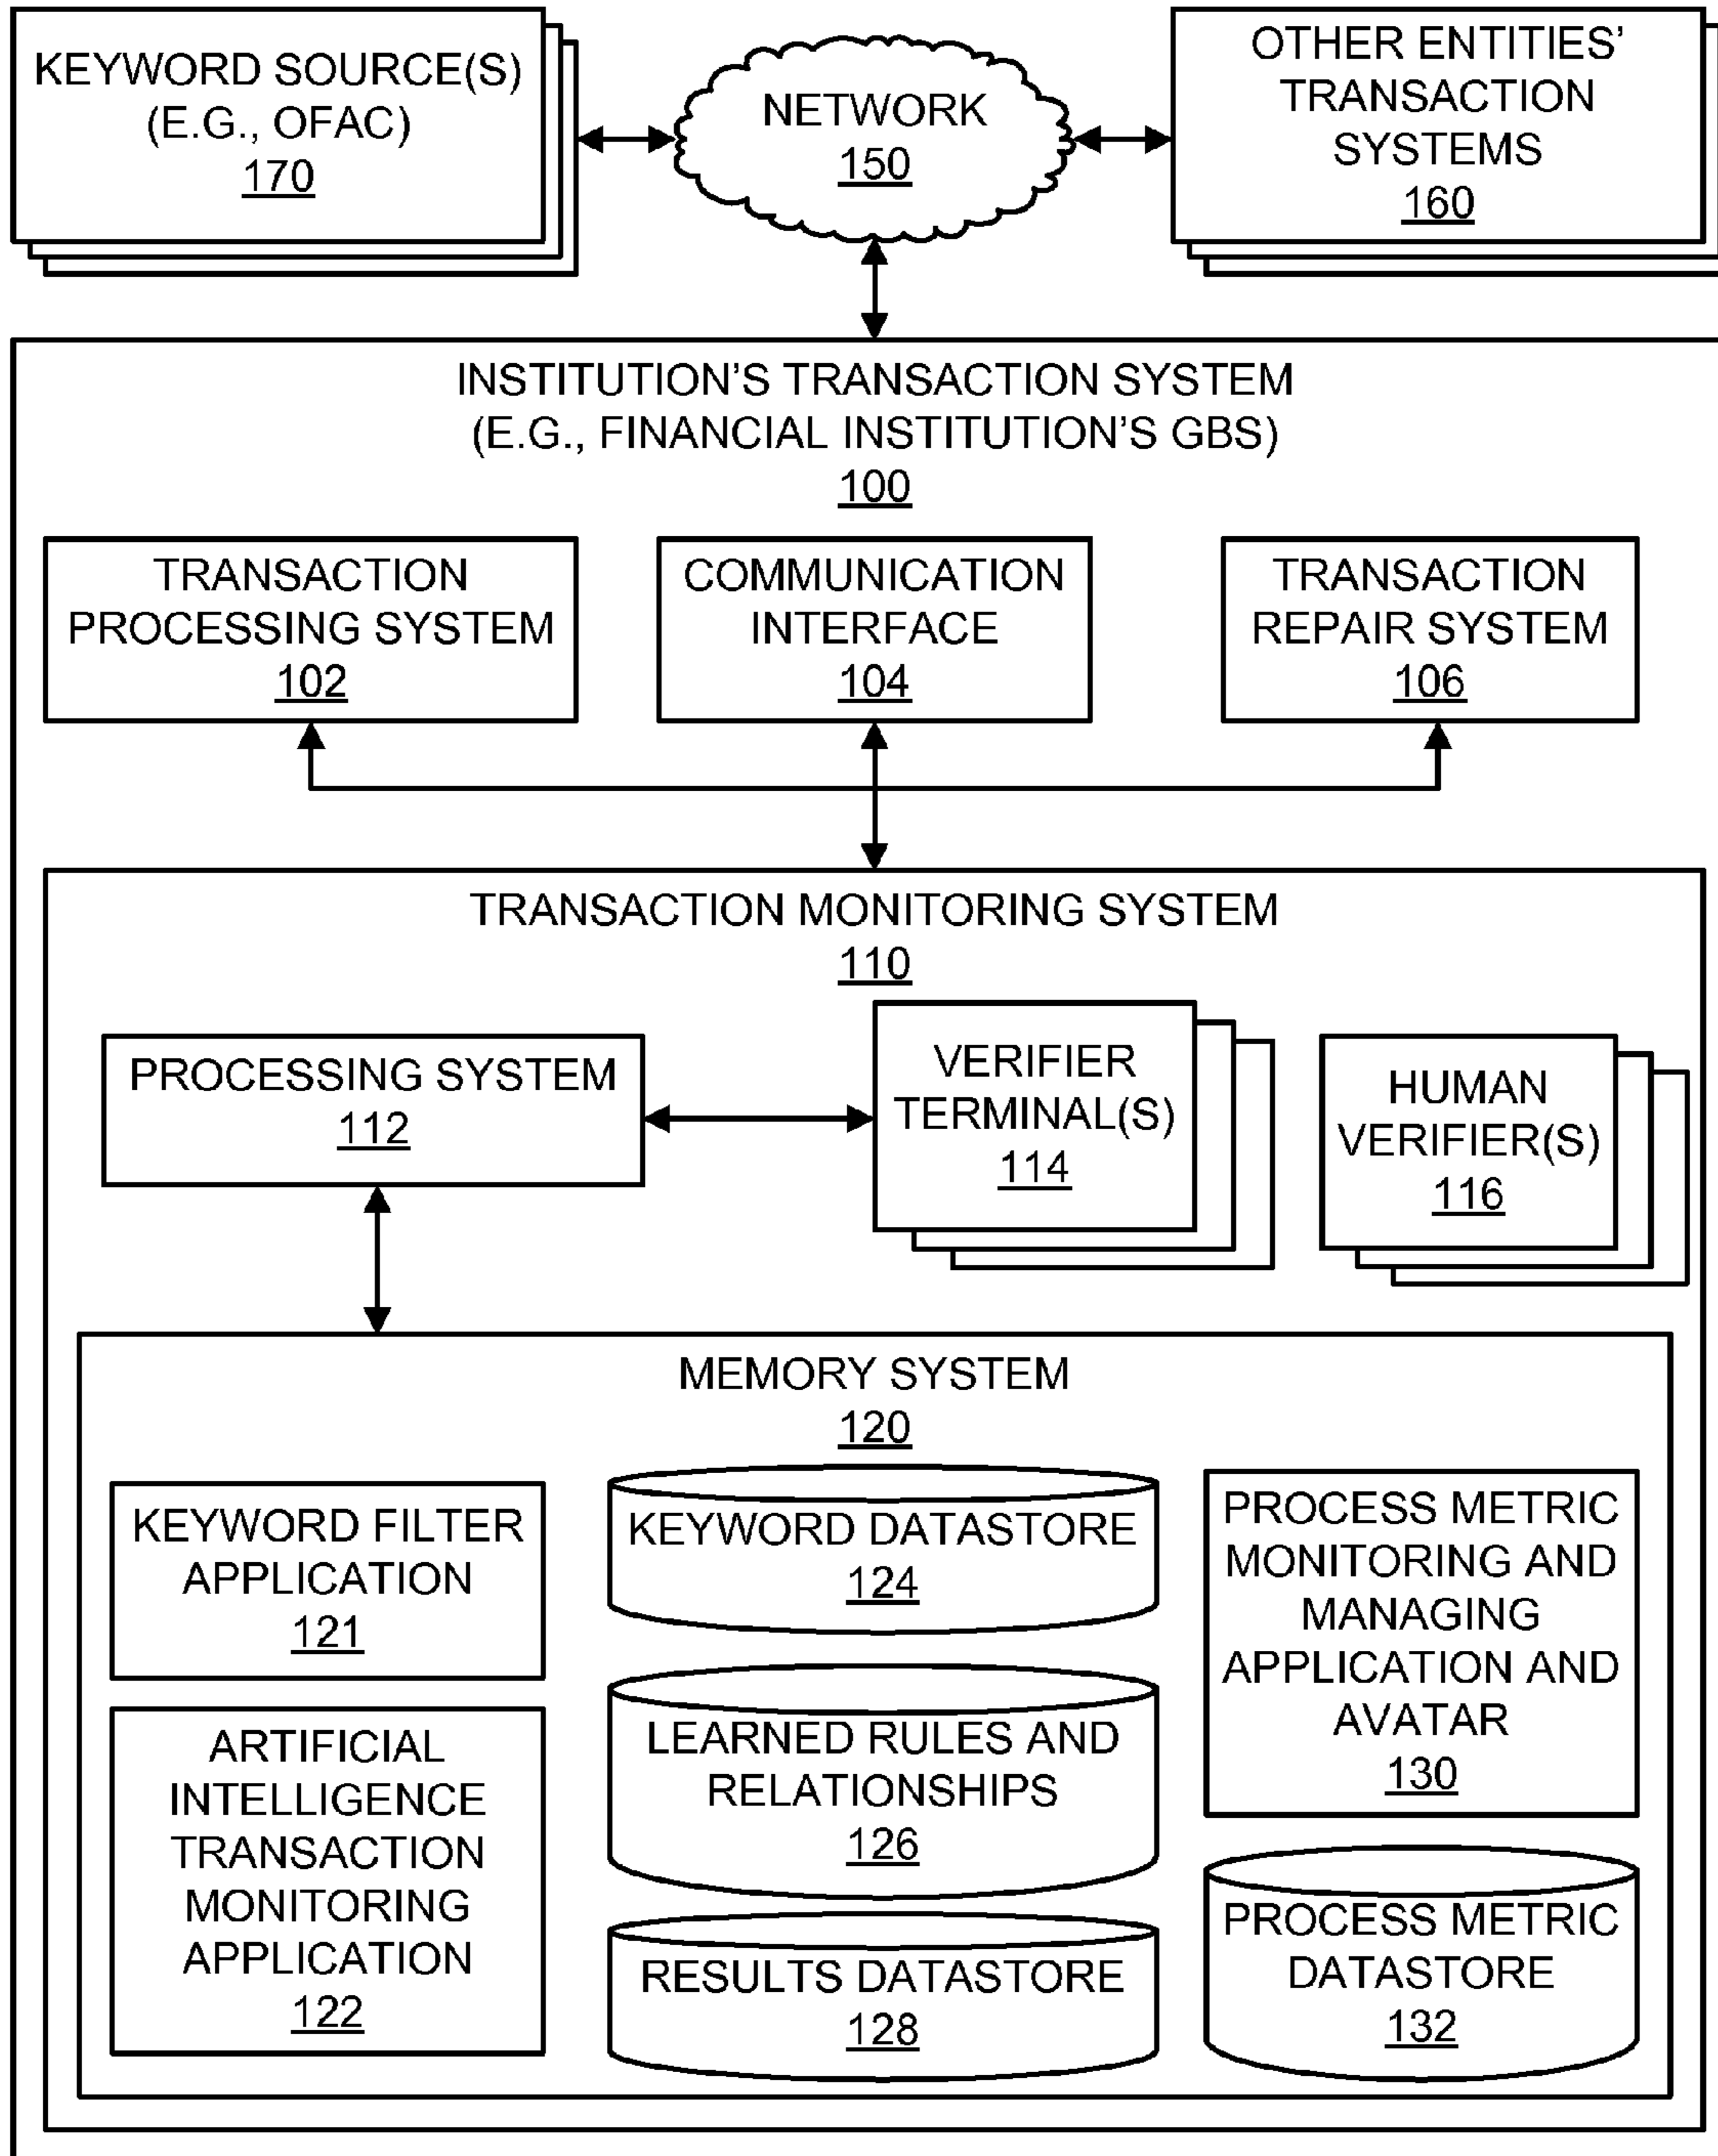 KEYWORD SOURCE(S)
(E.G., OFAC)
170
NETWORK
150
OTHER ENTITIES’
TRANSACTION
SYSTEMS
160
INSTITUTION’S TRANSACTION SYSTEM
(E.G., FINANCIAL INSTITUTION’S GBS)
100
TRANSACTION
PROCESSING SYSTEM
102
COMMUNICATION
INTERFACE
104
TRANSACTION
REPAIR SYSTEM
106
TRANSACTION MONITORING SYSTEM
110
PROCESSING SYSTEM
112
VERIFIER
TERMINAL(S)
114
HUMAN
VERIFIER(S)
116
MEMORY SYSTEM
120
KEYWORD FILTER
APPLICATION
121
ARTIFICIAL
INTELLIGENCE
TRANSACTION
MONITORING
APPLICATION
122
KEYWORD DATASTORE
124
LEARNED RULES AND
RELATIONSHIPS
126
RESULTS DATASTORE
128
PROCESS METRIC
MONITORING AND
MANAGING
APPLICATION AND
AVATAR
130
PROCESS METRIC
DATASTORE
132